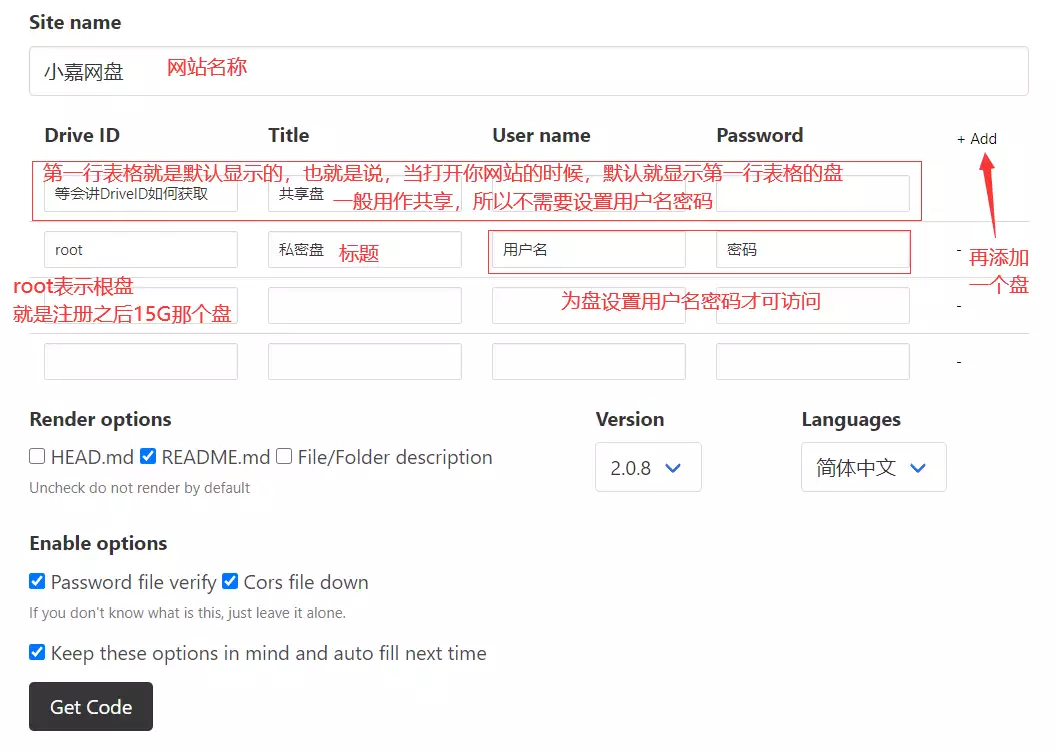 Site name
小嘉网盘 网站名称
Drive ID Title User name Password + Add
第一行表格就是默认显示的，也就是说，当打开你网站的时候，默认就显示第一行表格的盘
等会讲DriveID如何获取 共享盘 一般用作共享，所以不需要设置用户名密码
root 私密盘 标题 用户名 密码 -
再添加
一个盘
root表示根盘
就是注册之后15G那个盘 为盘设置用户名密码才可访问 -
-
Render options Version Languages
HEAD.md README.md File/Folder description 2.0.8 简体中文
Uncheck do not render by default
Enable options
Password file verify Cors file down
If you don't know what is this, just leave it alone.
Keep these options in mind and auto fill next time
Get Code